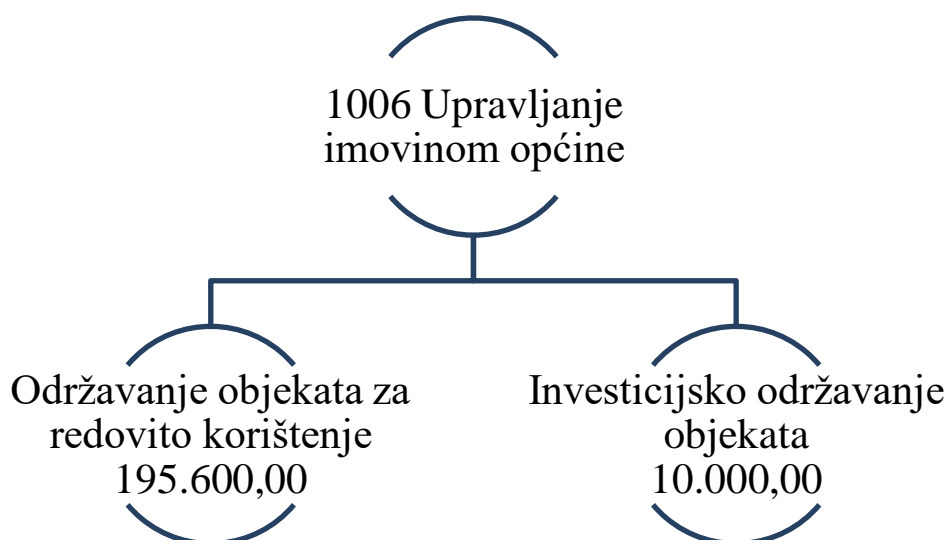 1006 Upravljanje
imovinom općine
Održavanje objekata za
redovito korištenje
195.600,00
Investicijsko održavanje
objekata
10.000,00